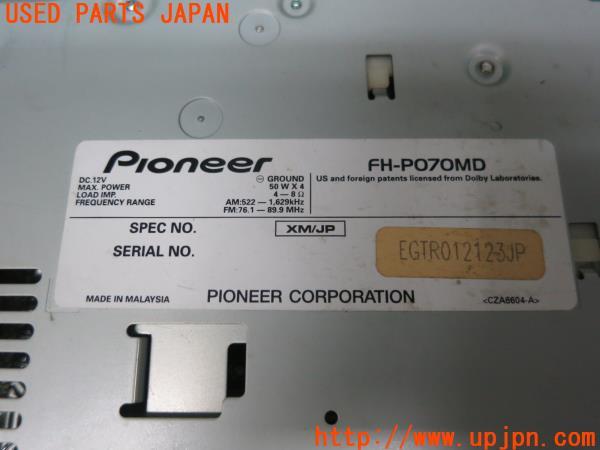 USED PARTS JAPAN
Pioneer
FH-P070MD
DC.12V ⊖ GROUND
MAX. POWER 50 W X 4
LOAD IMP. 4 — 8 Ω
FREQUENCY RANGE AM:522 — 1,629kHz
FM:76.1 — 89.9 MHz
US and foreign patents licensed from Dolby Laboratories.
SPEC NO. XM/JP
SERIAL NO. EGTR012123JP
MADE IN MALAYSIA PIONEER CORPORATION <CZA6604-A>
http://www.upjpn.com/